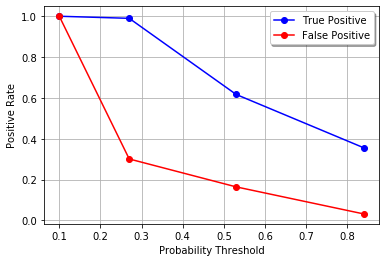 True Positive
False Positive
1.0
0.8
0.6
0.4
0.2
0.0
Positive Rate
0.1 0.2 0.3 0.4 0.5 0.6 0.7 0.8
Probability Threshold